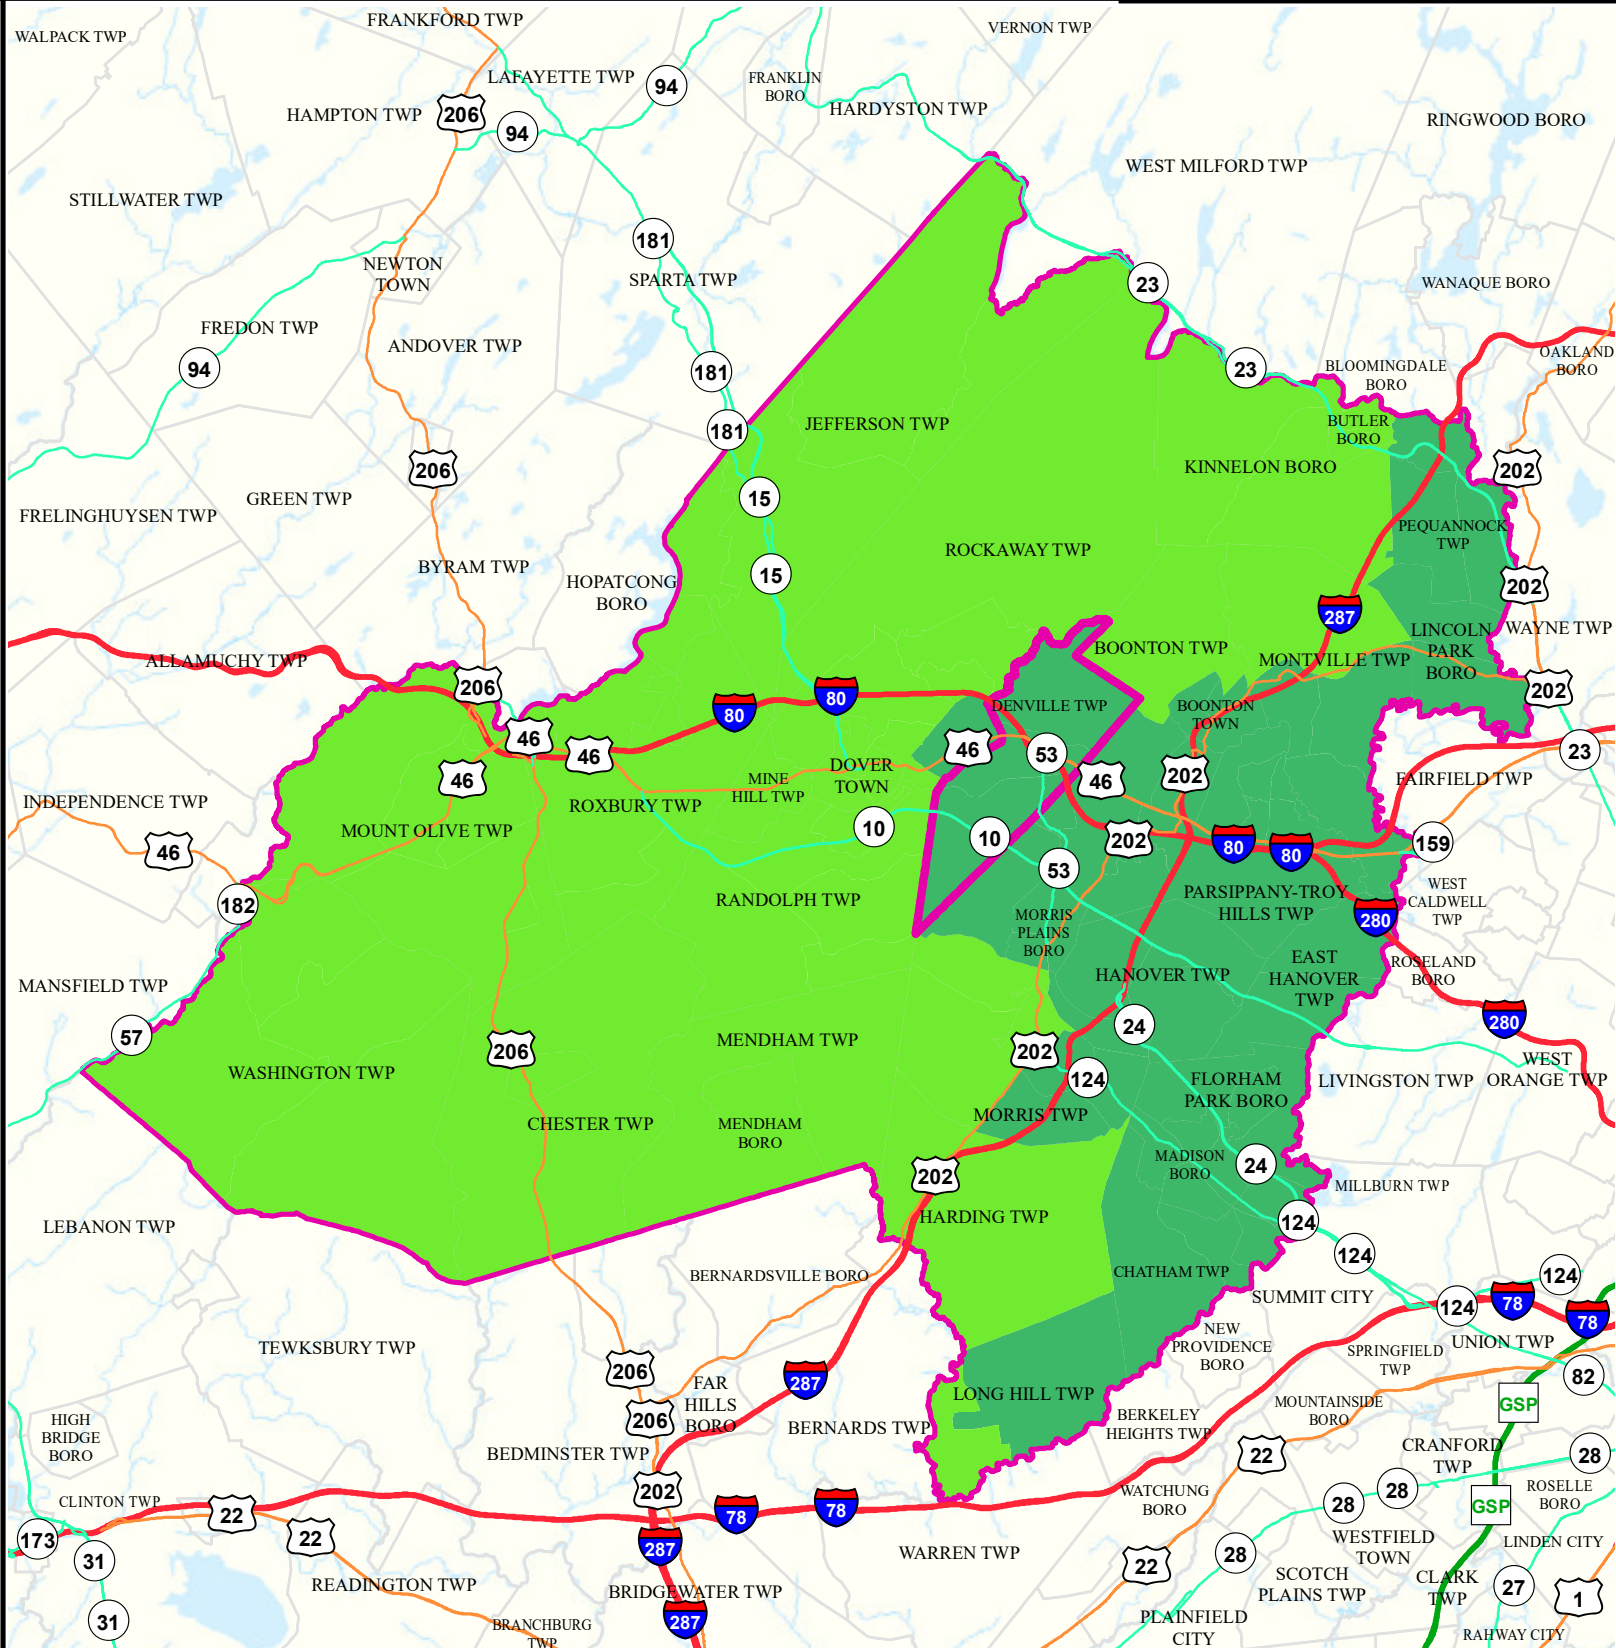 FRANKFORD TWP
WALPACK TWP
VERNON TWP
LAFAYETTE TWP
94
FRANKLIN
BORO
HARDYSTON TWP
HAMPTON TWP
206
94
RINGWOOD BORO
WEST MILFORD TWP
STILLWATER TWP
181
SPARTA TWP
NEWTON
TOWN
23
WANAQUE BORO
FREDON TWP
94
ANDOVER TWP
181
23
BLOOMINGDALE
BORO
OAKLAND
BORO
181
JEFFERSON TWP
BUTLER
BORO
206
KINNELON BORO
202
GREEN TWP
15
FRELINGHUYSEN TWP
PEQUANNOCK
TWP
ROCKAWAY TWP
BYRAM TWP
15
HOPATCONG
BORO
202
287
LINCOLN
PARK
BORO
WAYNE TWP
BOONTON TWP
MONTVILLE TWP
ALLAMUCHY TWP
206
80
80
DENVILLE TWP
BOONTON
TOWN
202
46
46
46
53
23
46
MINE
HILL TWP
DOVER
TOWN
46
202
FAIRFIELD TWP
INDEPENDENCE TWP
ROXBURY TWP
MOUNT OLIVE TWP
10
10
202
80
80
159
46
53
182
RANDOLPH TWP
MORRIS
PLAINS
BORO
PARSIPPANY-TROY
HILLS TWP
280
WEST
CALDWELL
TWP
MANSFIELD TWP
HANOVER TWP
EAST
HANOVER
TWP
ROSELAND
BORO
57
24
280
MENDHAM TWP
206
202
WASHINGTON TWP
124
FLORHAM
PARK BORO
LIVINGSTON TWP
WEST
ORANGE TWP
CHESTER TWP
MENDHAM
BORO
MORRIS TWP
MADISON
BORO
24
MILLBURN TWP
202
LEBANON TWP
HARDING TWP
124
124
BERNARDSVILLE BORO
CHATHAM TWP
124
SUMMIT CITY
124
78
78
TEWKSBURY TWP
NEW
PROVIDENCE
BORO
SPRINGFIELD
TWP
UNION TWP
206
287
82
FAR
HILLS
BORO
LONG HILL TWP
206
GSP
HIGH
BRIDGE
BORO
BERNARDS TWP
BERKELEY
HEIGHTS TWP
MOUNTAINSIDE
BORO
BEDMINSTER TWP
22
CRANFORD
TWP
28
202
CLINTON TWP
22
78
78
WATCHUNG
BORO
28
28
GSP
ROSELLE
BORO
173
22
287
31
WARREN TWP
28
WESTFIELD
TOWN
LINDEN CITY
22
READINGTON TWP
BRIDGEWATER TWP
SCOTCH
PLAINS TWP
CLARK
TWP
27
1
31
287
BRANCHBURG
TWP
PLAINFIELD
CITY
RAHWAY CITY